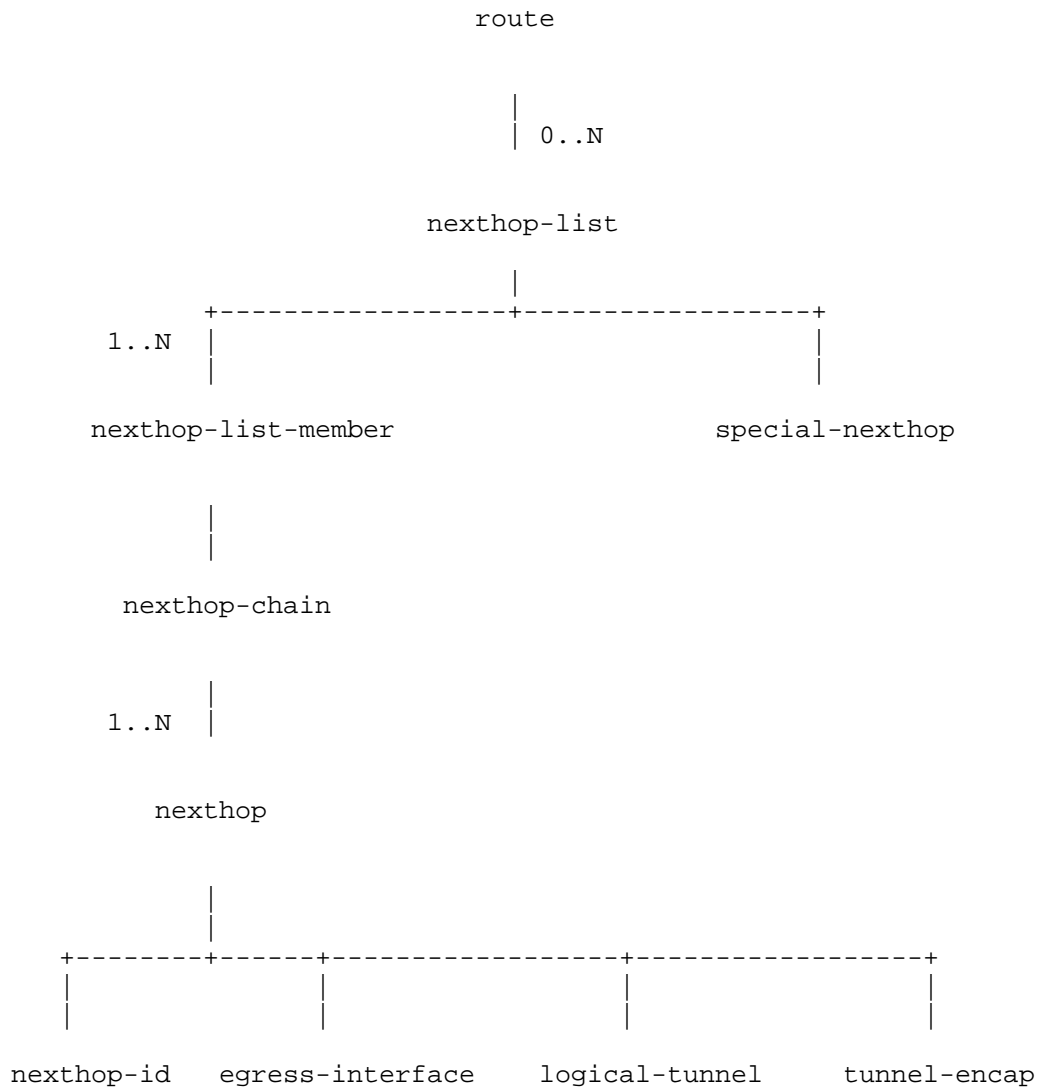 route
0..N
nexthop-list
1..N
nexthop-list-member special-nexthop
nexthop-chain
1..N
nexthop
nexthop-id egress-interface logical-tunnel tunnel-encap